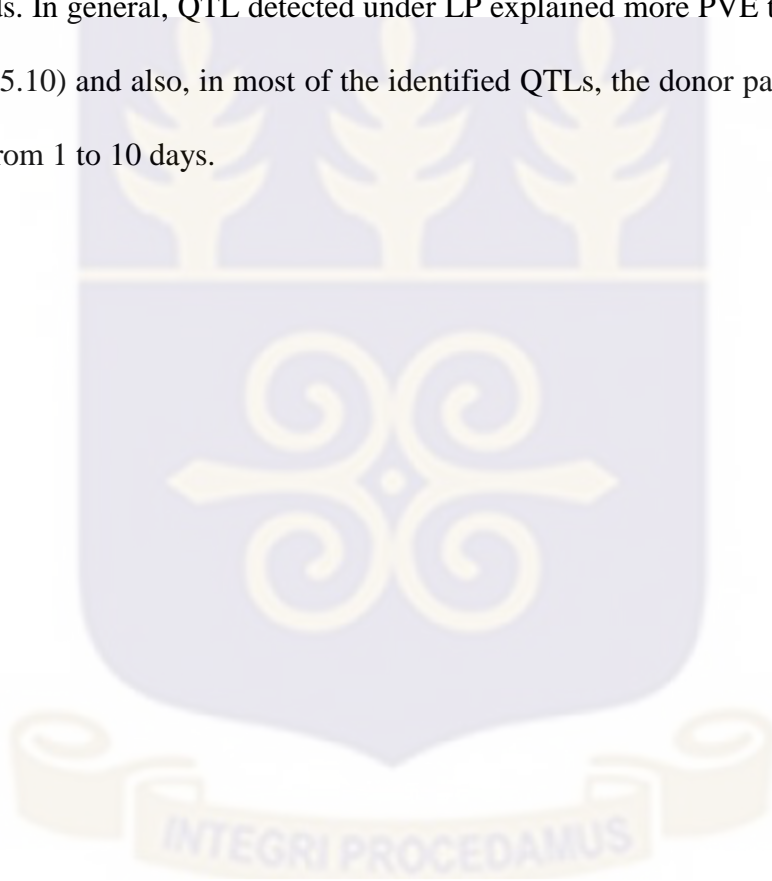 ds. In general, QTL detected under LP explained more PVE t
5.10) and also, in most of the identified QTLs, the donor pa
rom 1 to 10 days.
INTEGRI PROCEDAMUS